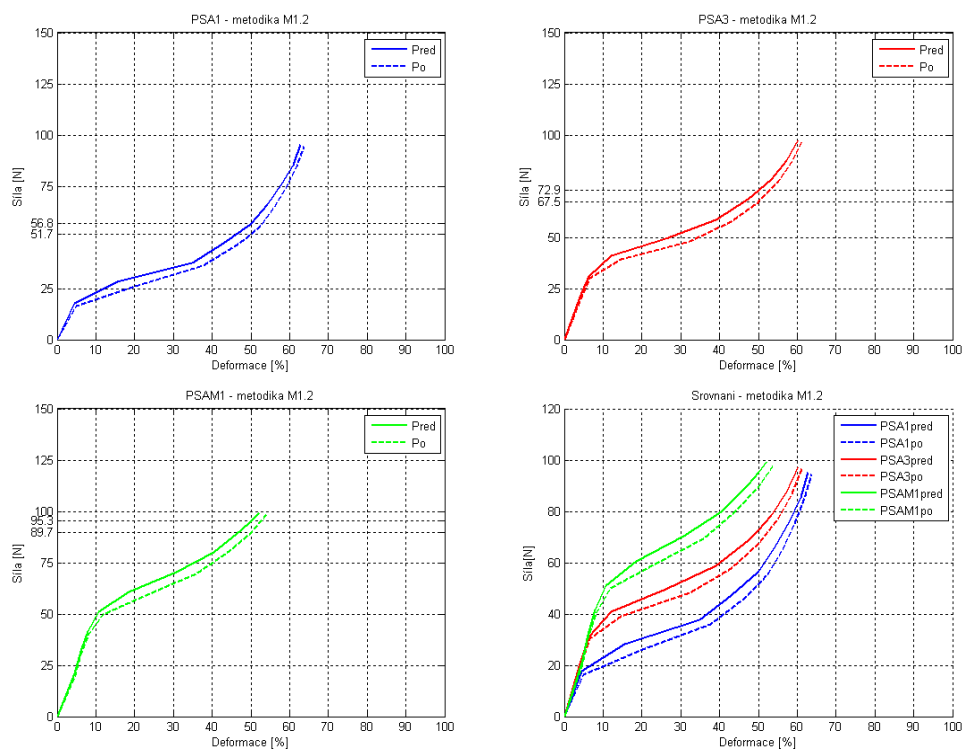 PSA1 - metodika M1.2
150
125
100
75
56.8
51.7
25
0
Síla [N]
0 10 20 30 40 50 60 70 80 90 100
Deformace [%]
Pred
Po
PSA3 - metodika M1.2
150
125
100
72.9
67.5
50
25
0
Síla [N]
0 10 20 30 40 50 60 70 80 90 100
Deformace [%]
Pred
Po
PSAM1 - metodika M1.2
150
125
100
95.3
89.7
75
50
25
0
Síla [N]
0 10 20 30 40 50 60 70 80 90 100
Deformace [%]
Pred
Po
Srovnani - metodika M1.2
120
100
80
60
40
20
0
Síla[N]
0 10 20 30 40 50 60 70 80 90 100
Deformace [%]
PSA1pred
PSA1po
PSA3pred
PSA3po
PSAM1pred
PSAM1po